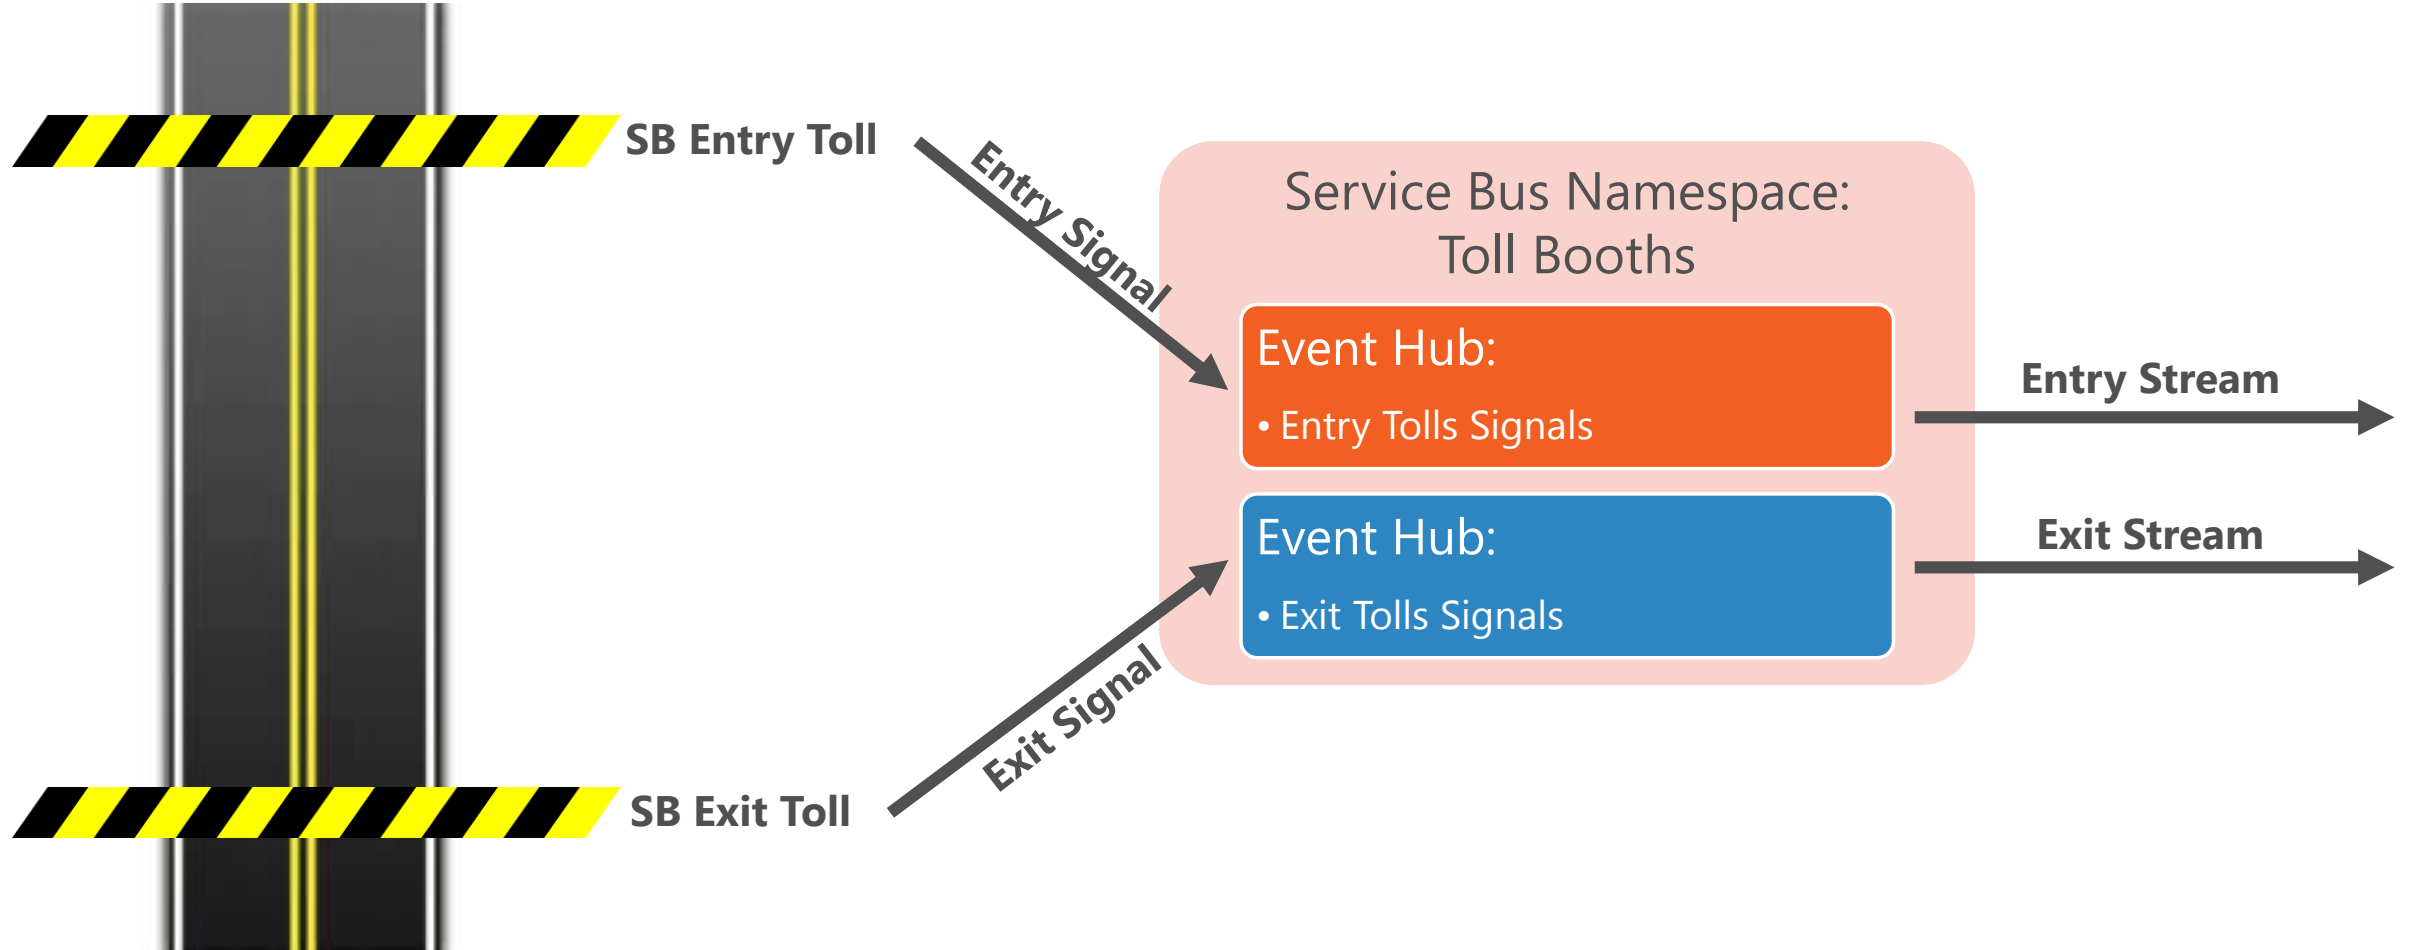 SB Entry Toll
Entry Signal
Service Bus Namespace:
Toll Booths
Event Hub:
• Entry Tolls Signals
Entry Stream
Event Hub:
• Exit Tolls Signals
Exit Stream
Exit Signal
SB Exit Toll